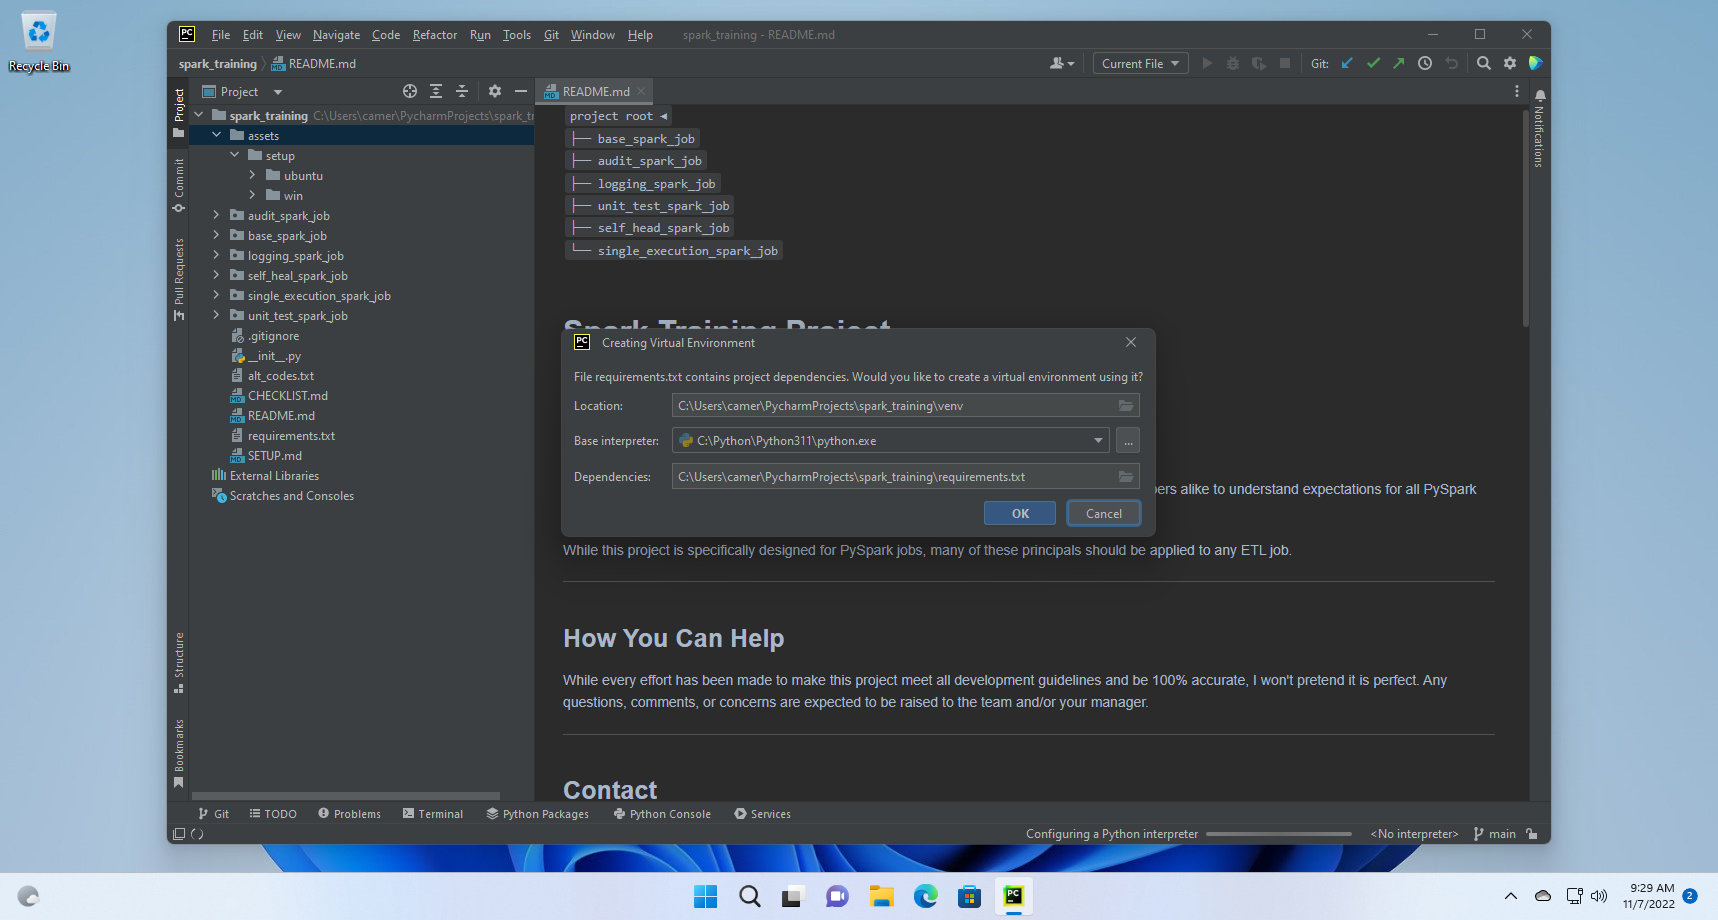 Recycle Bin
PC File Edit View Navigate Code Refactor Run Tools Git Window Help spark_training - README.md
spark_training README.md Current File Git:
Project
Commit
Pull Requests
Structure
Bookmarks
Project
spark_training C:\Users\camer\PycharmProjects\spark_tr
assets
setup
ubuntu
win
audit_spark_job
base_spark_job
logging_spark_job
self_heal_spark_job
single_execution_spark_job
unit_test_spark_job
.gitignore
__init__.py
alt_codes.txt
CHECKLIST.md
README.md
requirements.txt
SETUP.md
External Libraries
Scratches and Consoles
README.md
project root ◄
├── base_spark_job
├── audit_spark_job
├── logging_spark_job
├── unit_test_spark_job
├── self_head_spark_job
└── single_execution_spark_job
Spark Training Project
PC Creating Virtual Environment
File requirements.txt contains project dependencies. Would you like to create a virtual environment using it?
Location: C:\Users\camer\PycharmProjects\spark_training\venv
Base interpreter: C:\Python\Python311\python.exe ...
Dependencies: C:\Users\camer\PycharmProjects\spark_training\requirements.txt
OK Cancel
alike to understand expectations for all PySpark
While this project is specifically designed for PySpark jobs, many of these principals should be applied to any ETL job.
How You Can Help
While every effort has been made to make this project meet all development guidelines and be 100% accurate, I won't pretend it is perfect. Any
questions, comments, or concerns are expected to be raised to the team and/or your manager.
Contact
Notifications
Git TODO Problems Terminal Python Packages Python Console Services
Configuring a Python interpreter <No interpreter> main
PC
9:29 AM
11/7/2022
2